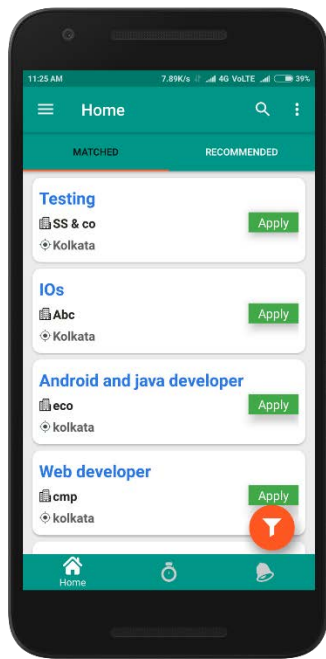 11:25 AM 7.89K/s 4G VoLTE 39%
Home
MATCHED RECOMMENDED
Testing
SS & co
Apply
Kolkata
IOs
Abc
Apply
Kolkata
Android and java developer
eco
Apply
kolkata
Web developer
cmp
Apply
kolkata
Home